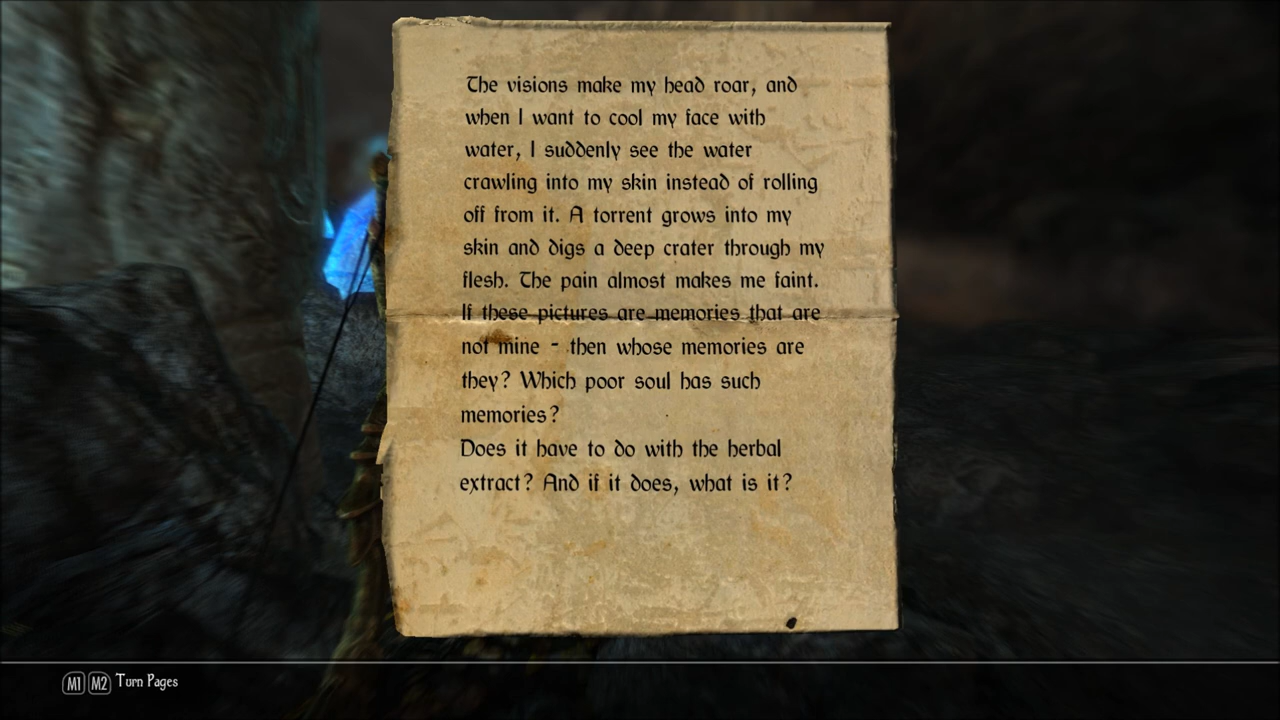 The visions make my head roar, and
when I want to cool my face with
water, I suddenly see the water
crawling into my skin instead of rolling
off from it. A torrent grows into my
skin and digs a deep crater through my
flesh. The pain almost makes me faint.
If these pictures are memories that are
not mine - then whose memories are
they? Which poor soul has such
memories?
Does it have to do with the herbal
extract? And if it does, what is it?
M1 M2 Turn Pages